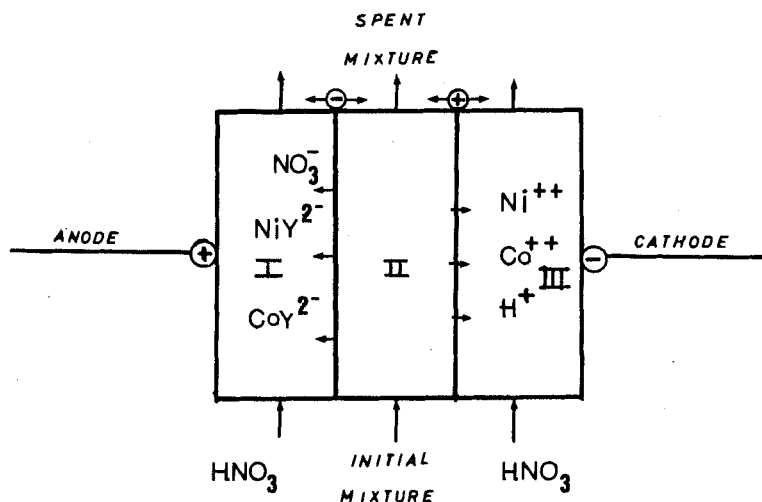 SPENT
MIXTURE
⊖ ⊕
NO₃⁻
NiY²⁻
Ni⁺⁺
ANODE
⊕ I II Co⁺⁺ III ⊖
CATHODE
CoY²⁻
H⁺
HNO₃
INITIAL
MIXTURE
HNO₃